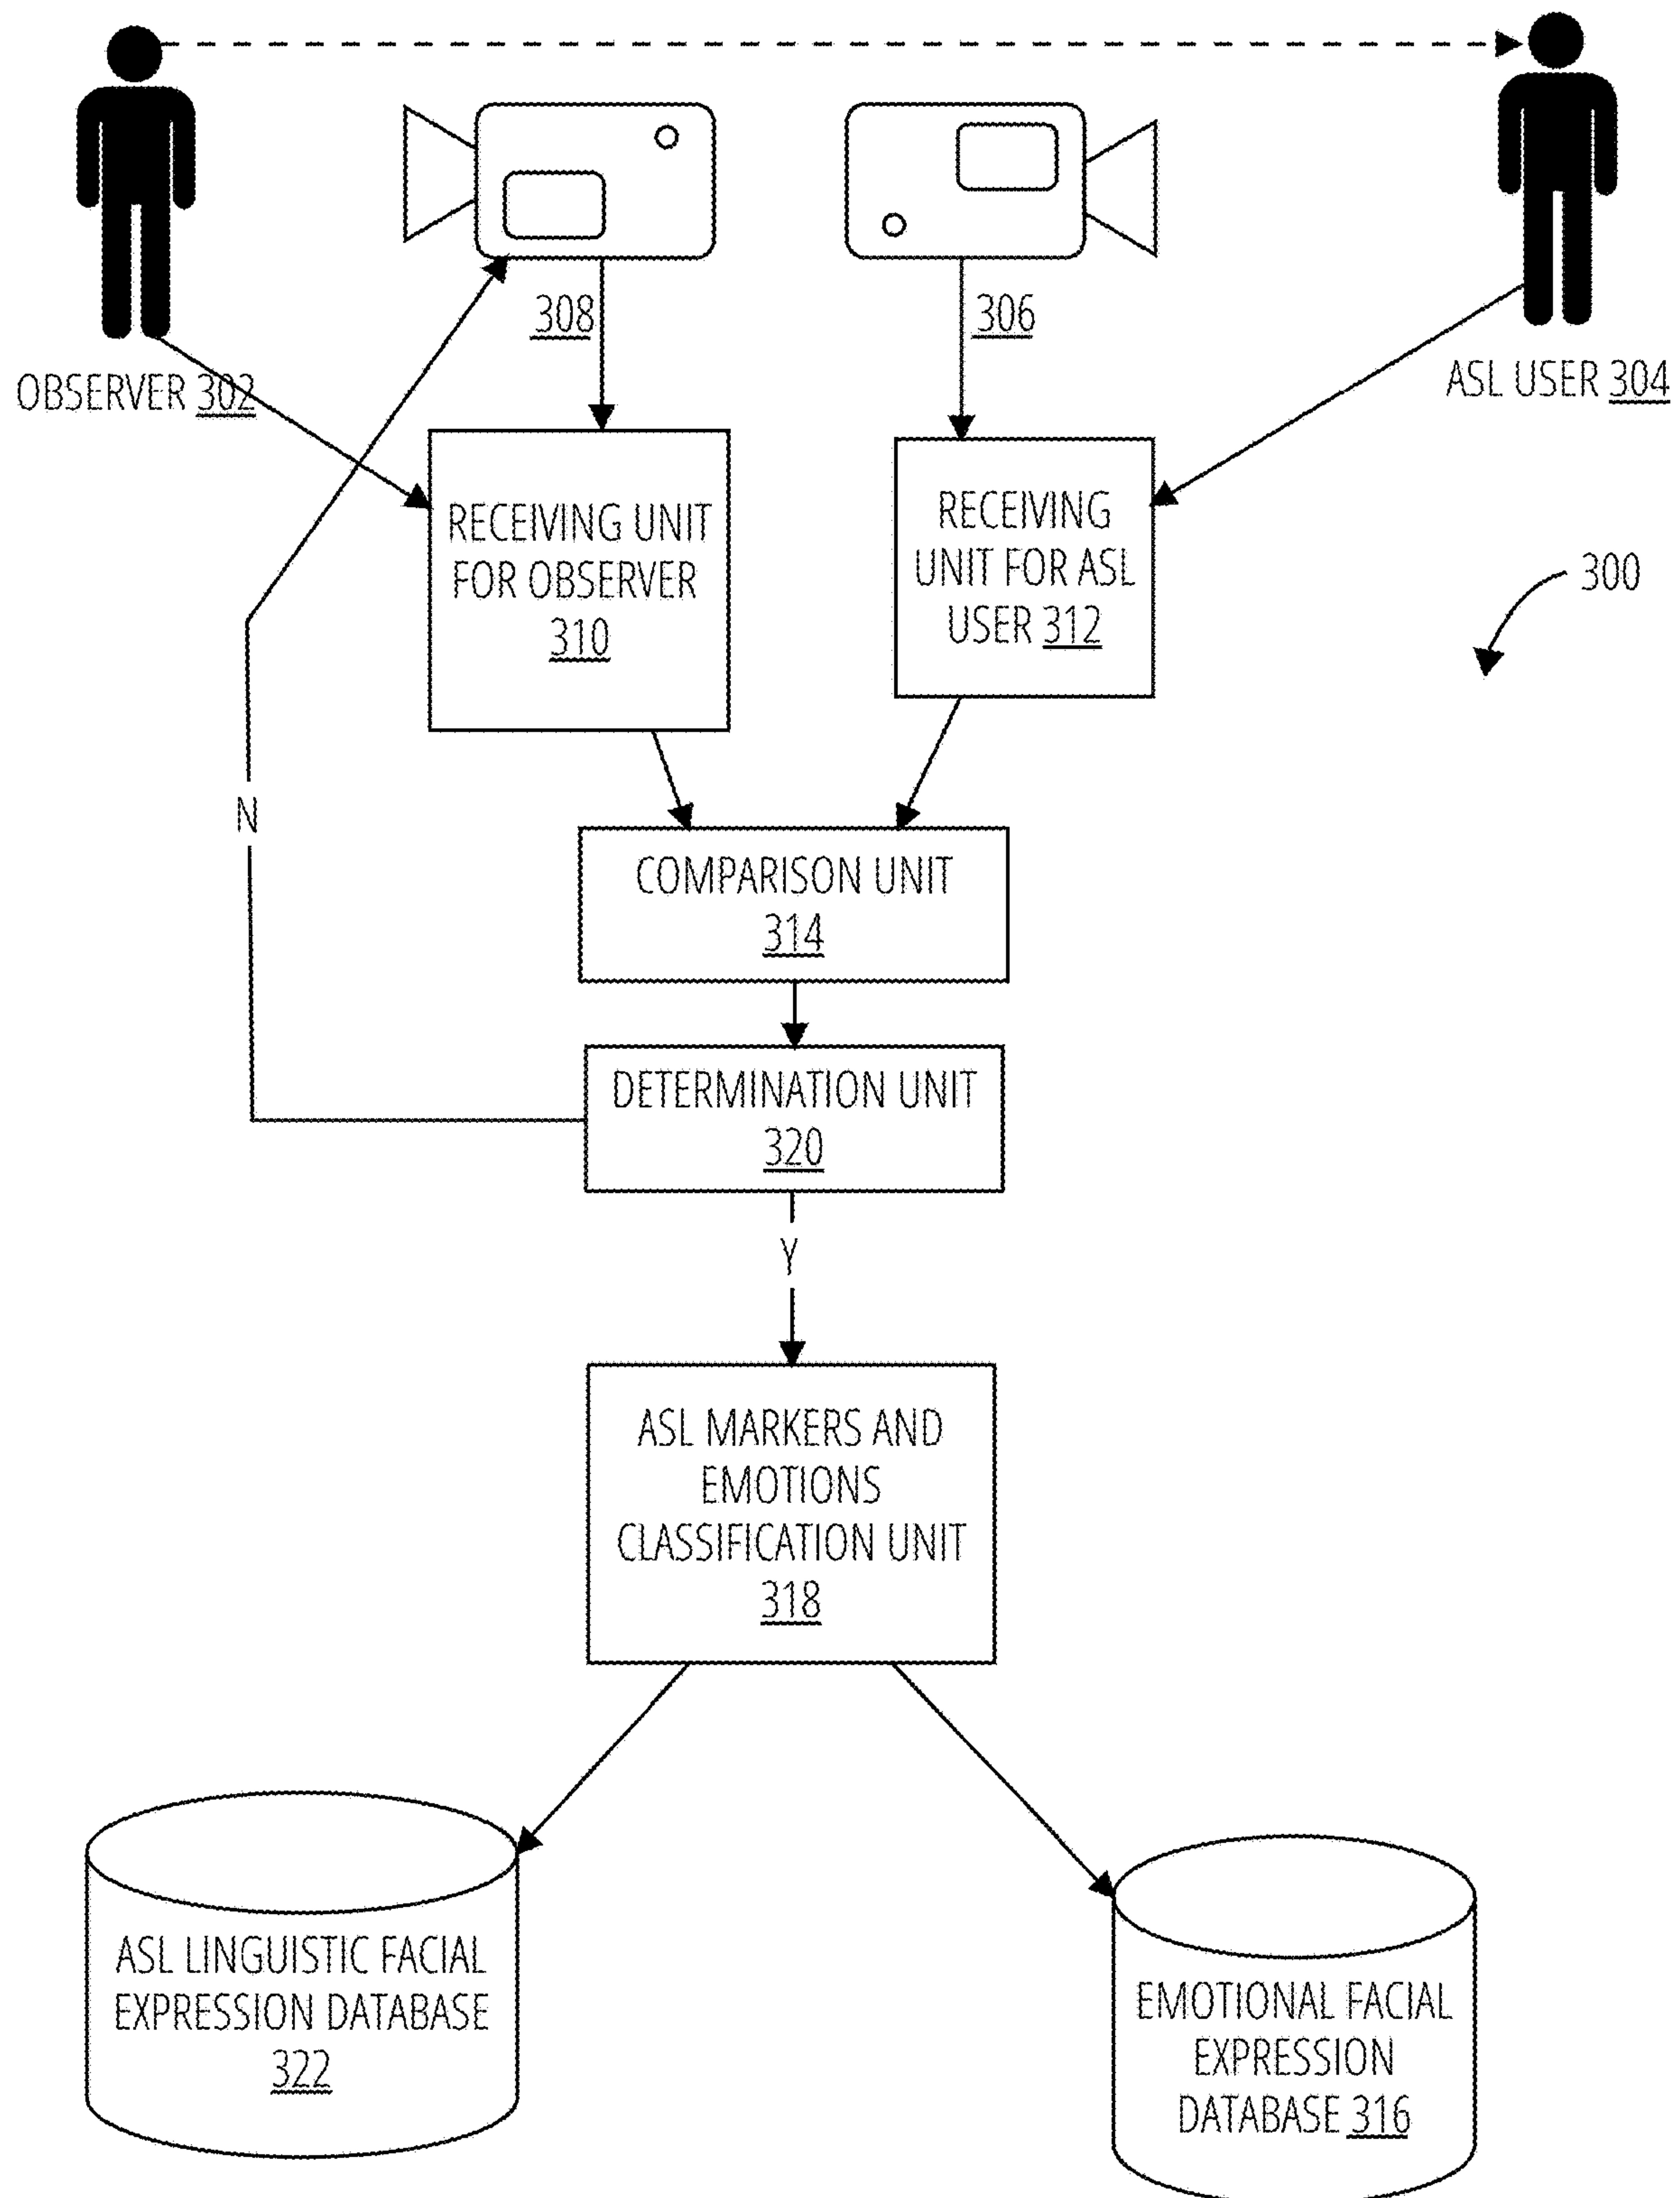 308
306
OBSERVER 302
ASL USER 304
RECEIVING UNIT
FOR OBSERVER
310
RECEIVING
UNIT FOR ASL
USER 312
300
N
COMPARISON UNIT
314
DETERMINATION UNIT
320
Y
ASL MARKERS AND
EMOTIONS
CLASSIFICATION UNIT
318
ASL LINGUISTIC FACIAL
EXPRESSION DATABASE
322
EMOTIONAL FACIAL
EXPRESSION
DATABASE 316